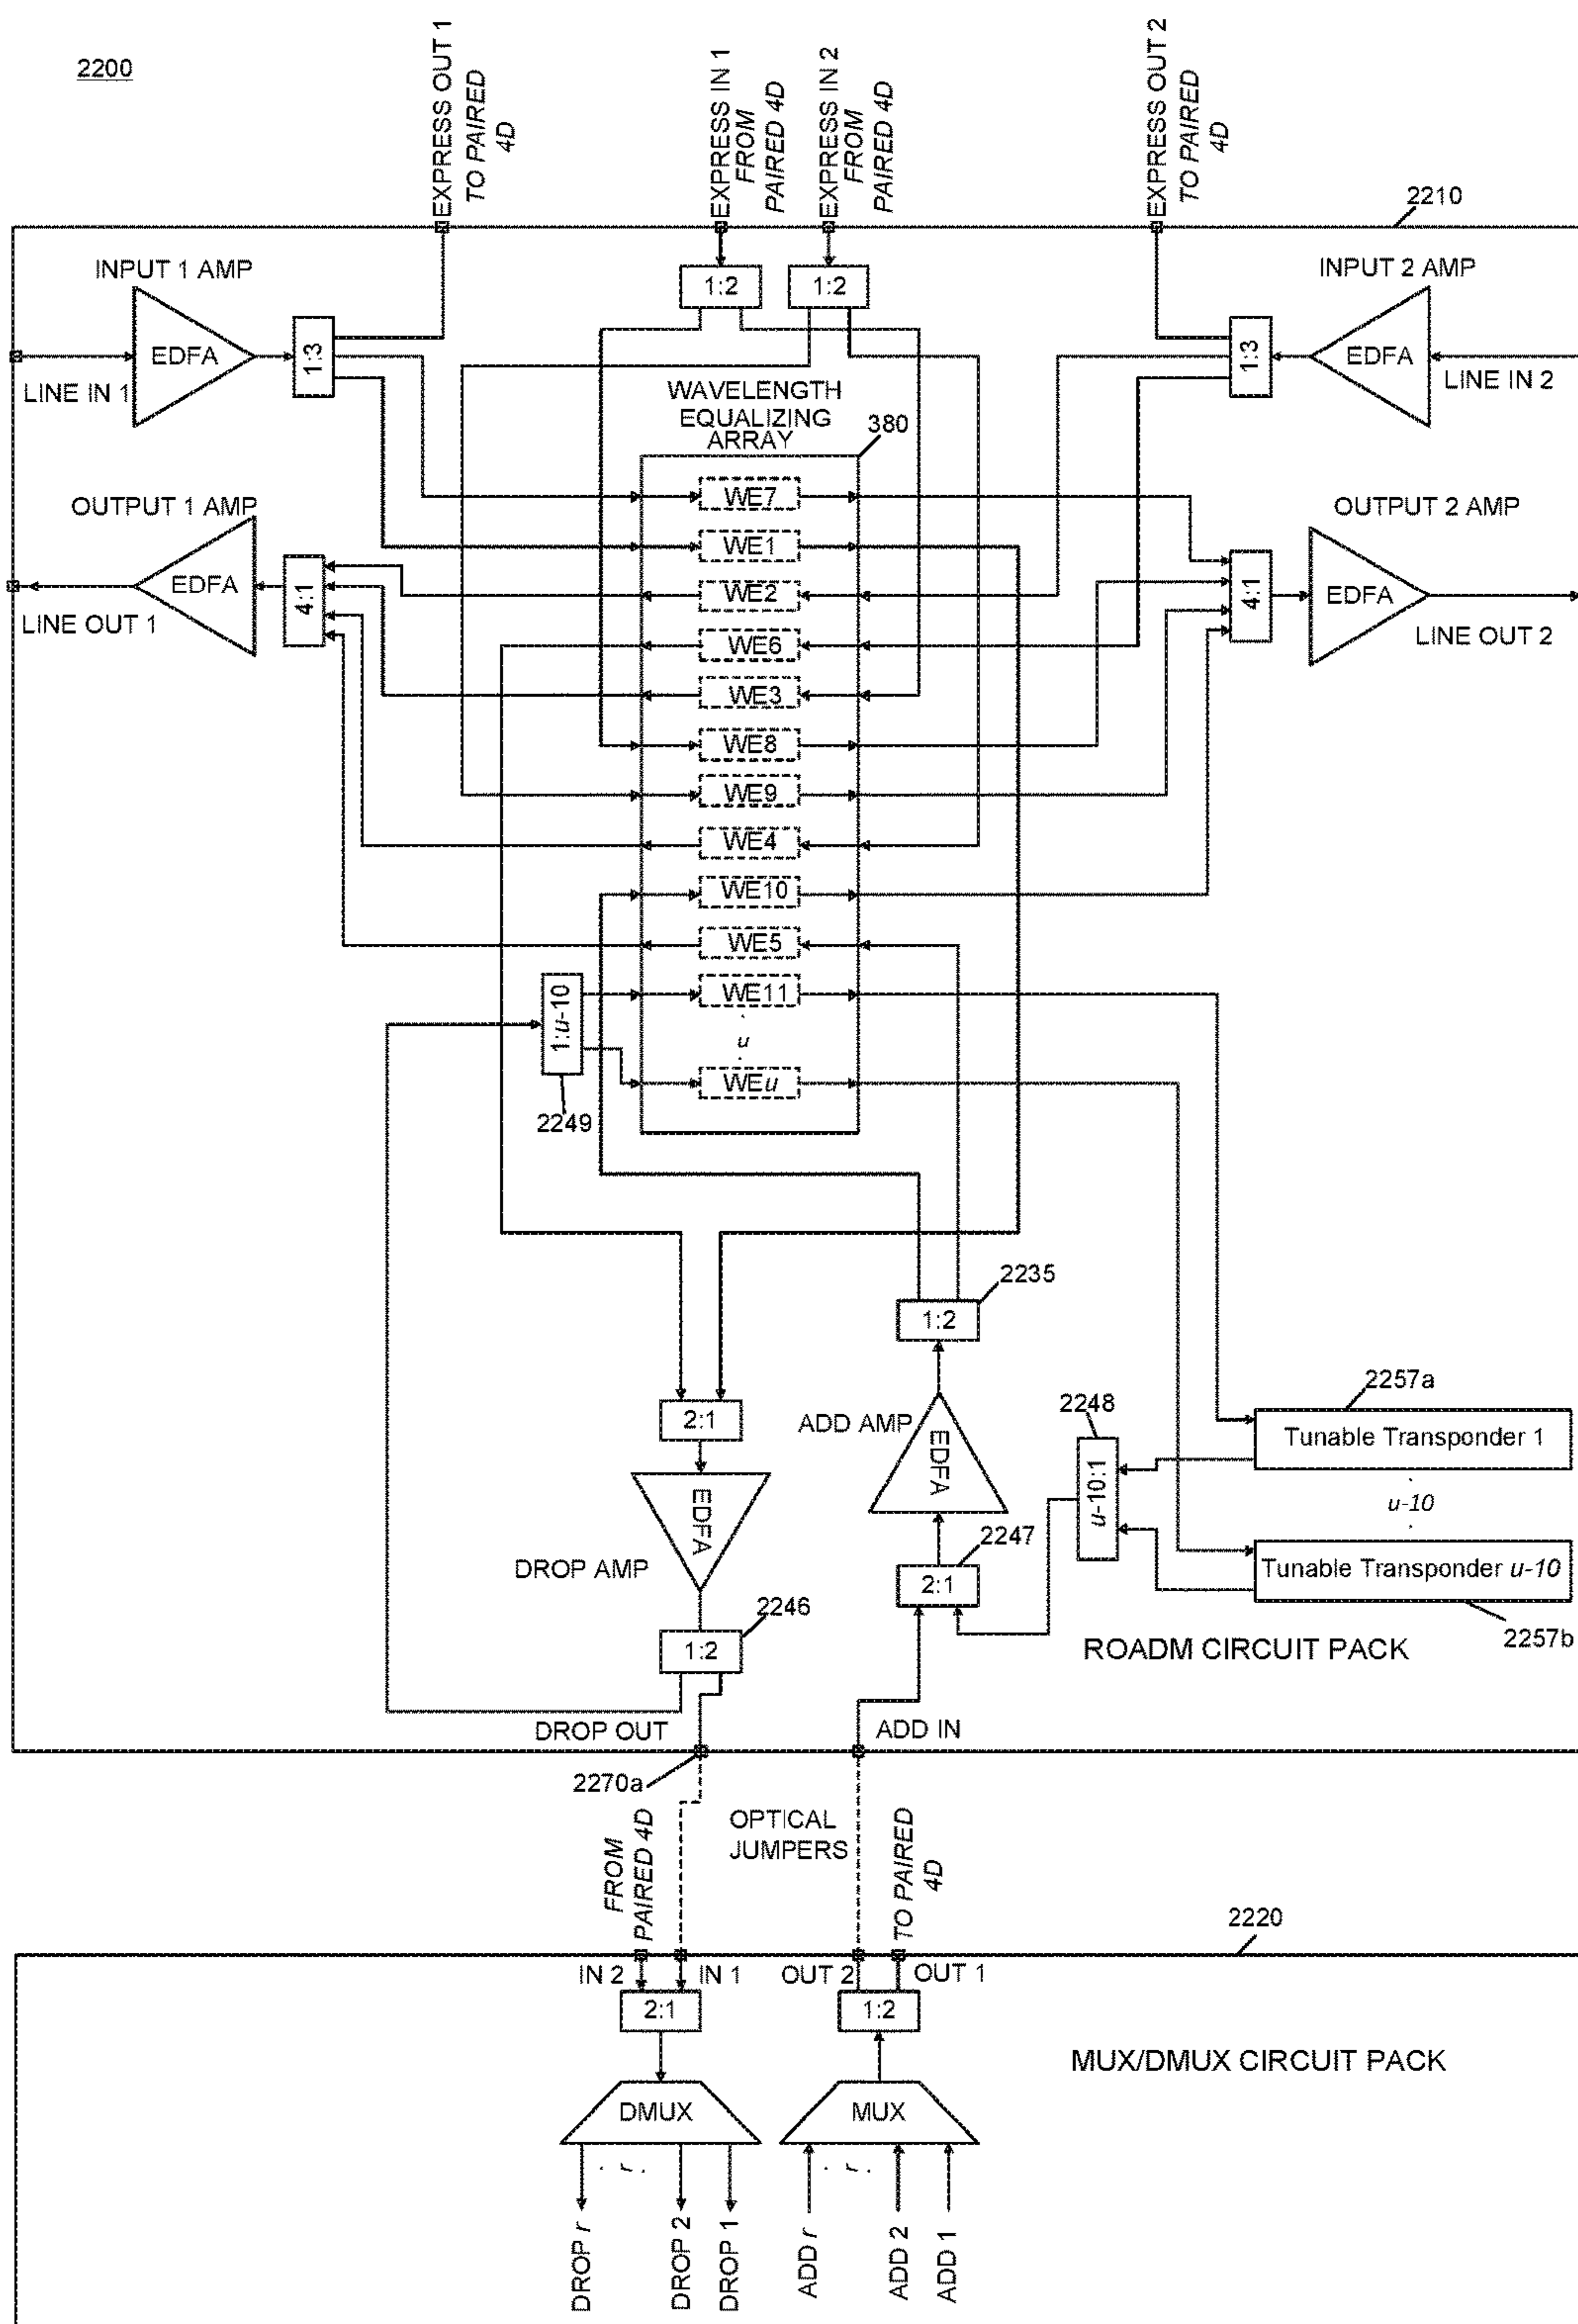 2200
EXPRESS OUT 1
TO PAIRED
4D
EXPRESS IN 1
FROM
PAIRED 4D
EXPRESS IN 2
FROM
PAIRED 4D
EXPRESS OUT 2
TO PAIRED
4D
2210
INPUT 1 AMP
EDFA
LINE IN 1
1:3
1:2
1:2
INPUT 2 AMP
EDFA
LINE IN 2
1:3
WAVELENGTH
EQUALIZING
ARRAY
380
OUTPUT 1 AMP
EDFA
LINE OUT 1
4:1
OUTPUT 2 AMP
EDFA
LINE OUT 2
4:1
WE7
WE1
WE2
WE6
WE3
WE8
WE9
WE4
WE10
WE5
WE11
u
WEu
1:u-10
2249
2235
1:2
2:1
EDFA
DROP AMP
ADD AMP
EDFA
2248
u-10:1
2257a
Tunable Transponder 1
u-10
Tunable Transponder u-10
2257b
2247
2:1
2246
1:2
ROADM CIRCUIT PACK
DROP OUT
ADD IN
2270a
OPTICAL
JUMPERS
FROM
PAIRED 4D
TO PAIRED
4D
2220
IN 2
IN 1
OUT 2
OUT 1
2:1
1:2
MUX/DMUX CIRCUIT PACK
DMUX
MUX
r
r
DROP r
DROP 2
DROP 1
ADD r
ADD 2
ADD 1